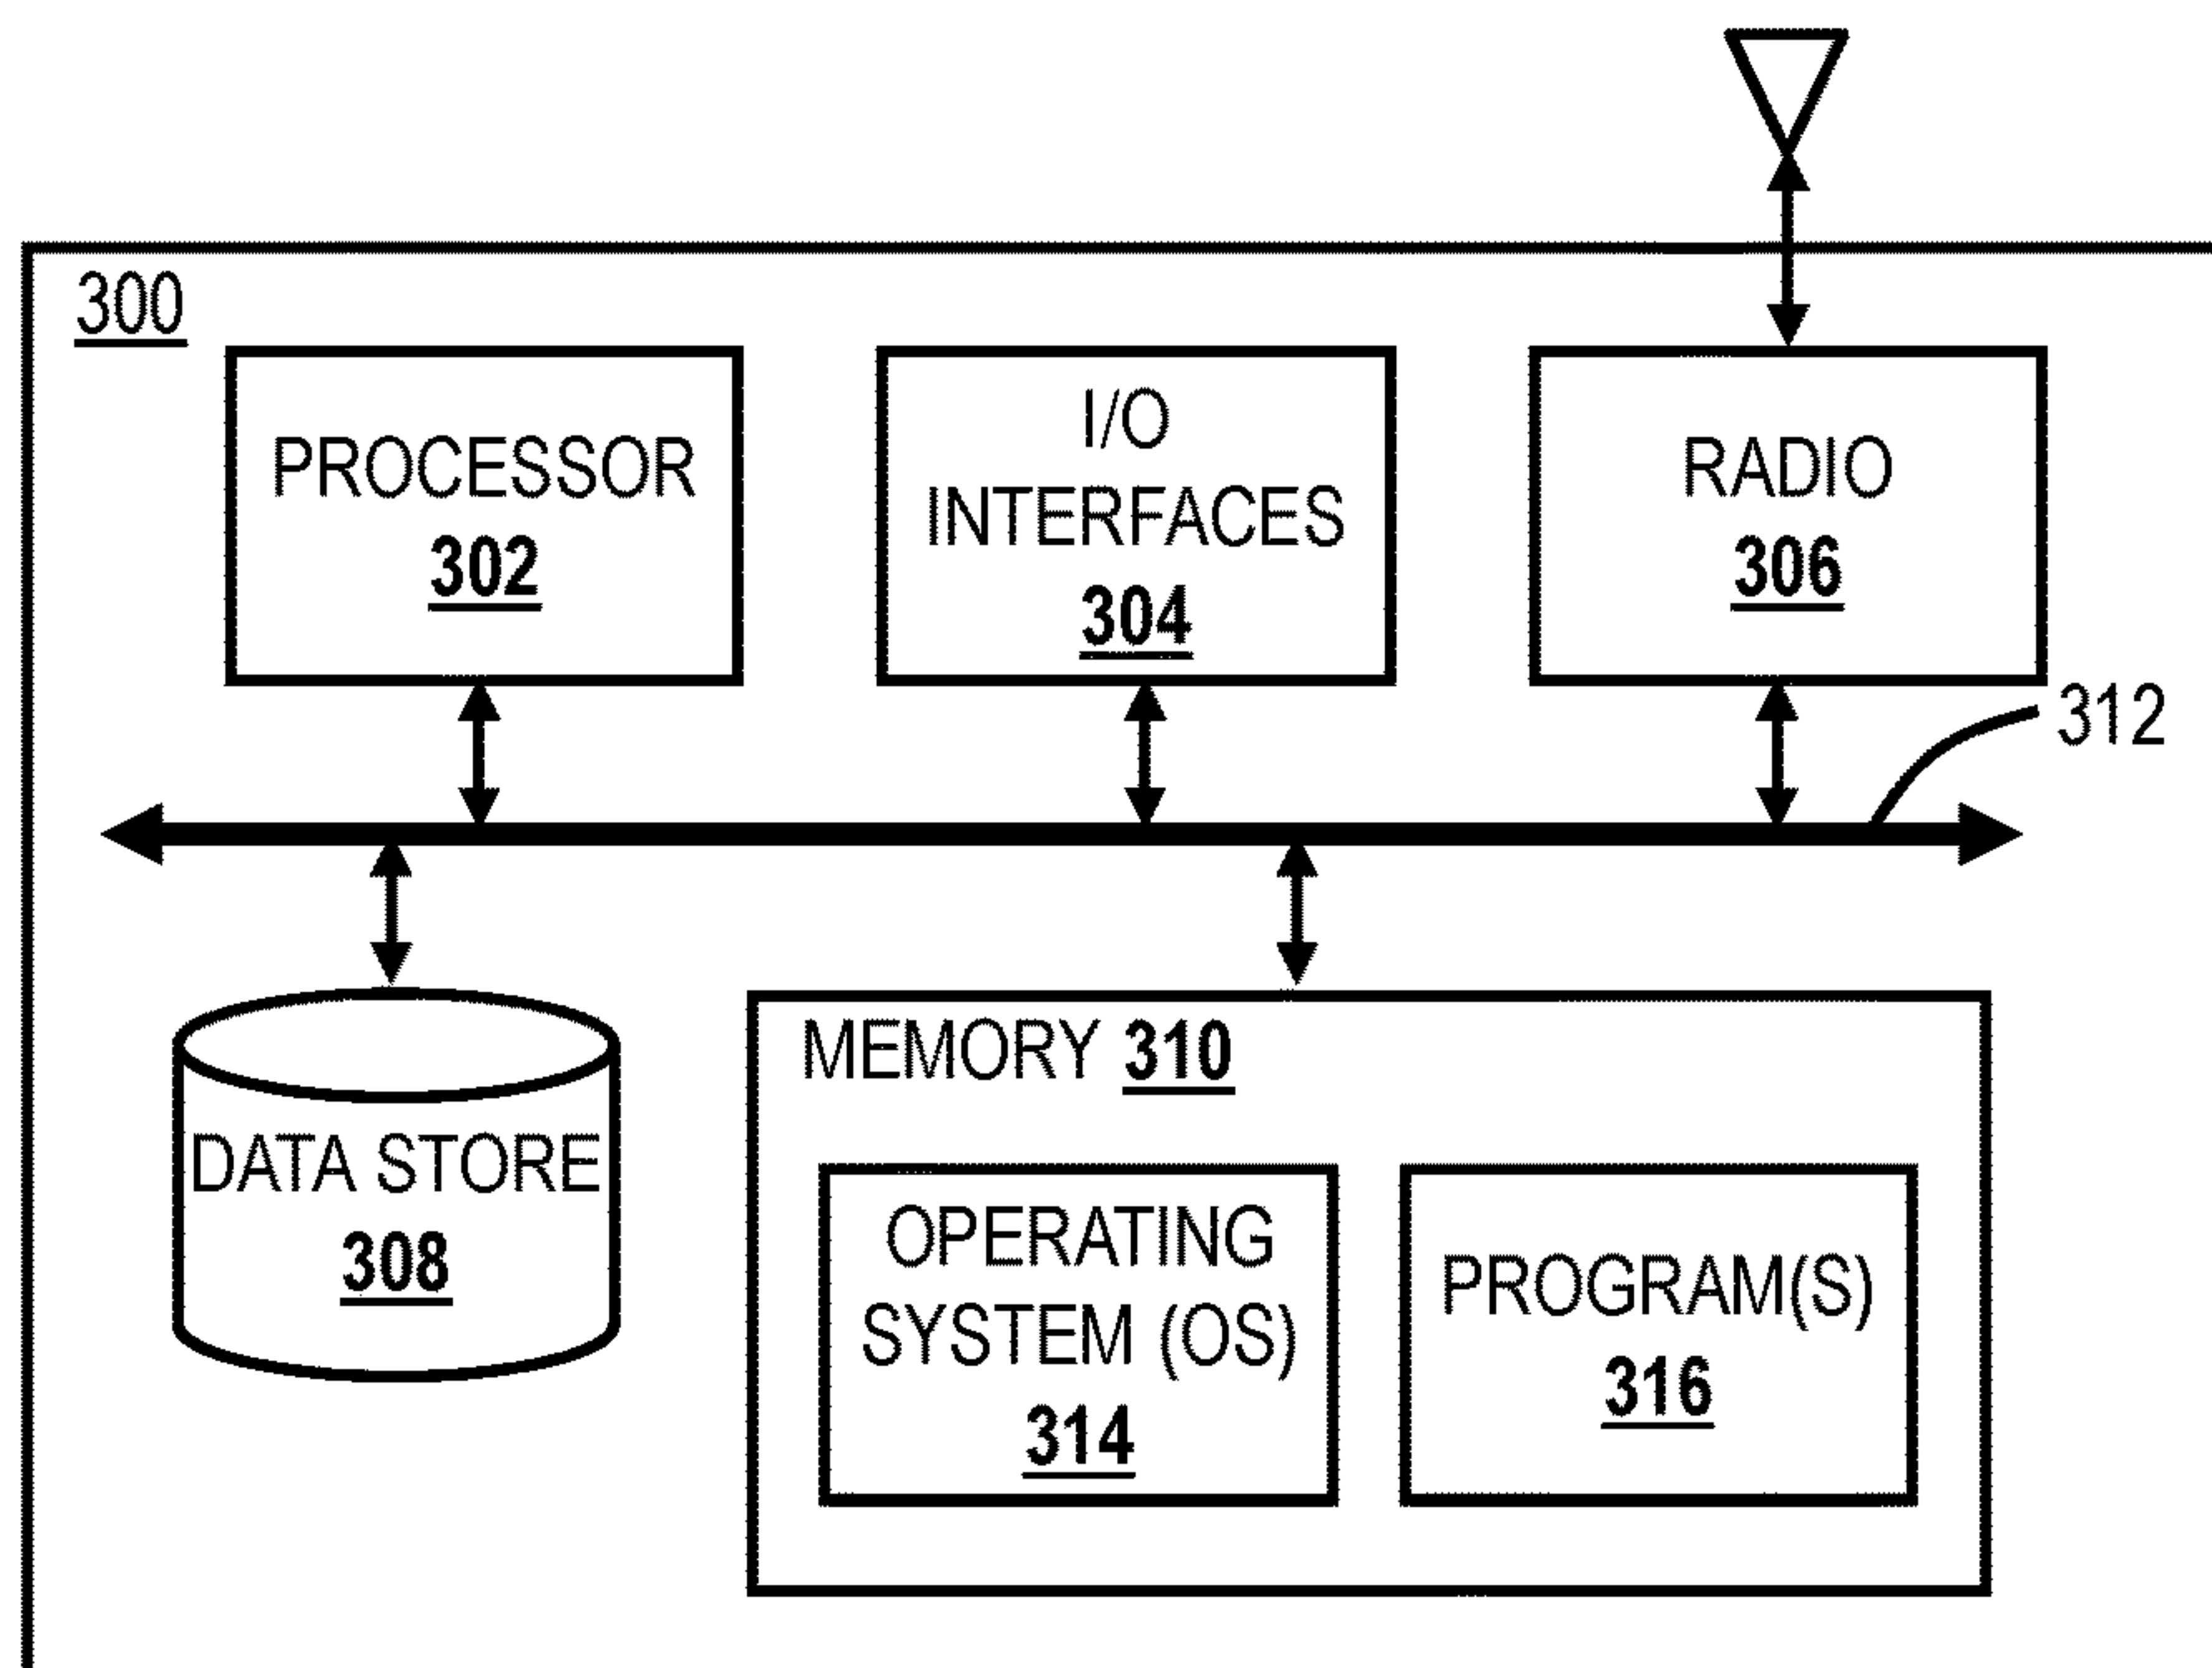 300
PROCESSOR
302
I/O
INTERFACES
304
RADIO
306
312
DATA STORE
308
MEMORY 310
OPERATING
SYSTEM (OS)
314
PROGRAM(S)
316